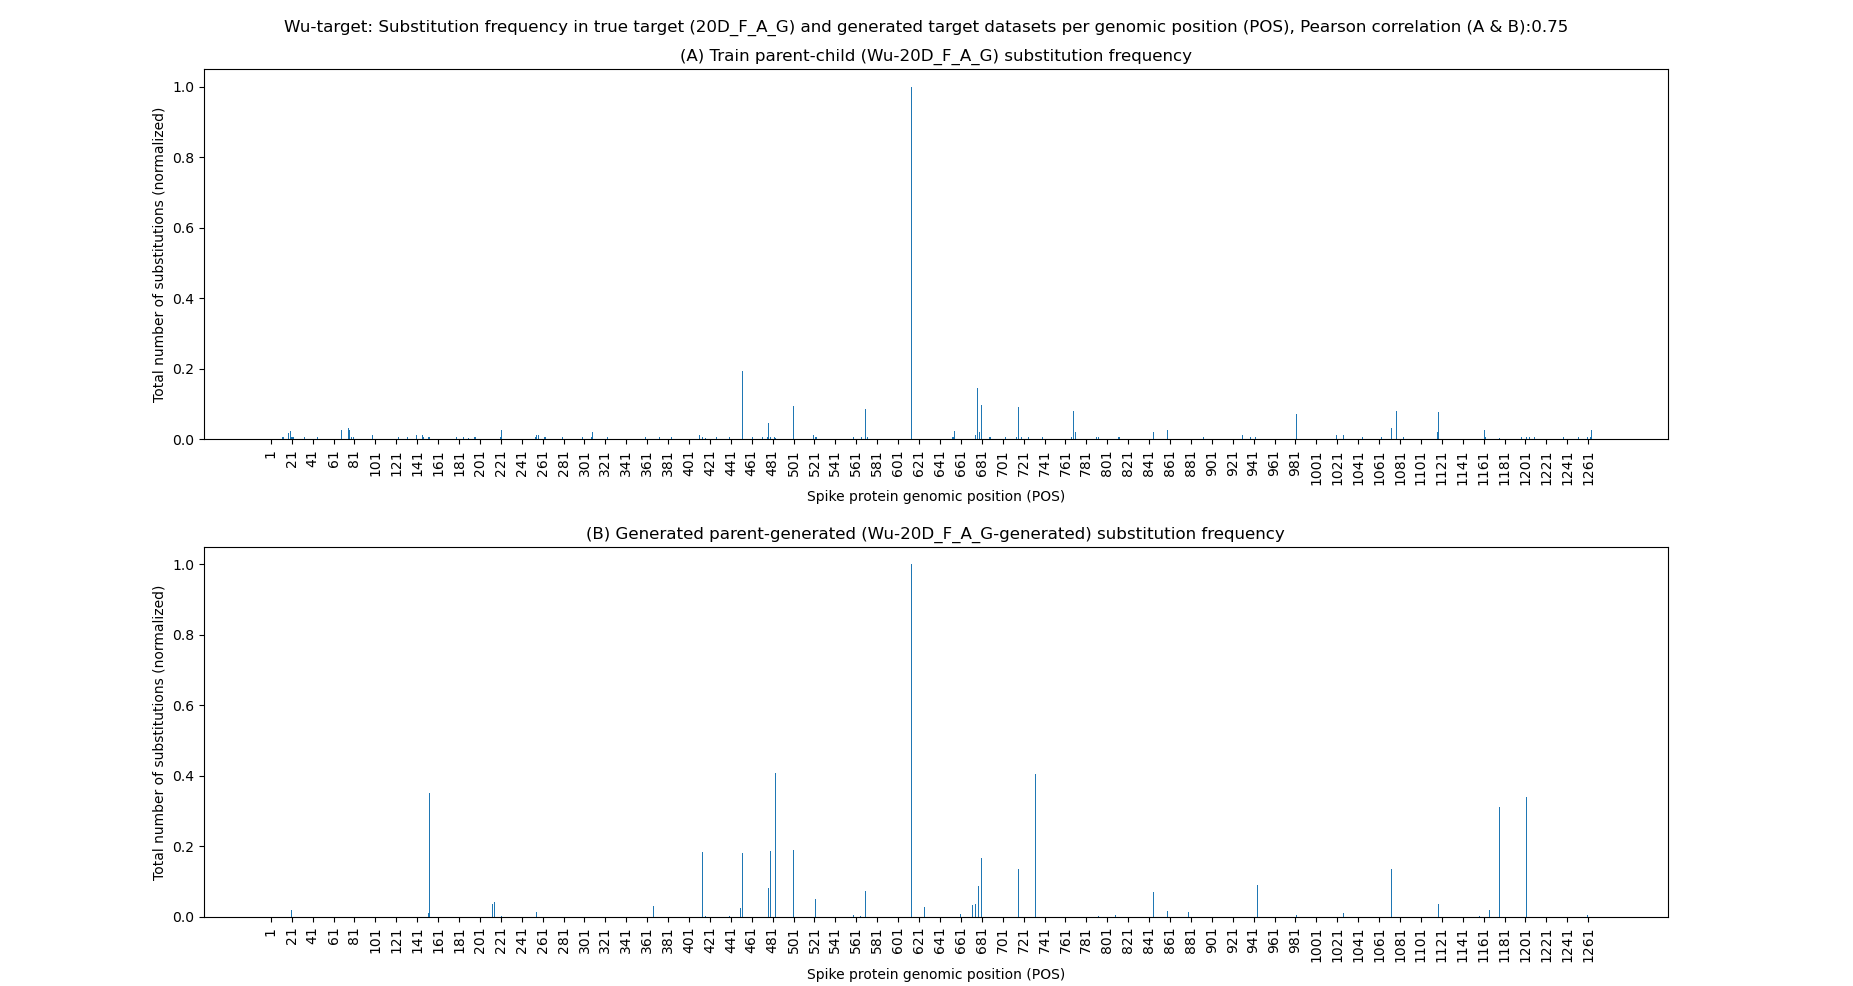 Wu-target: Substitution frequency in true target (20D_F_A_G) and generated target datasets per genomic position (POS), Pearson correlation (A & B):0.75
(A) Train parent-child (Wu-20D_F_A_G) substitution frequency
Total number of substitutions (normalized)
1.0
0.8
0.6
0.4
0.2
0.0
1 21 41 61 81 101 121 141 161 181 201 221 241 261 281 301 321 341 361 381 401 421 441 461 481 501 521 541 561 581 601 621 641 661 681 701 721 741 761 781 801 821 841 861 881 901 921 941 961 981 1001 1021 1041 1061 1081 1101 1121 1141 1161 1181 1201 1221 1241 1261
Spike protein genomic position (POS)
(B) Generated parent-generated (Wu-20D_F_A_G-generated) substitution frequency
Total number of substitutions (normalized)
1.0
0.8
0.6
0.4
0.2
0.0
1 21 41 61 81 101 121 141 161 181 201 221 241 261 281 301 321 341 361 381 401 421 441 461 481 501 521 541 561 581 601 621 641 661 681 701 721 741 761 781 801 821 841 861 881 901 921 941 961 981 1001 1021 1041 1061 1081 1101 1121 1141 1161 1181 1201 1221 1241 1261
Spike protein genomic position (POS)